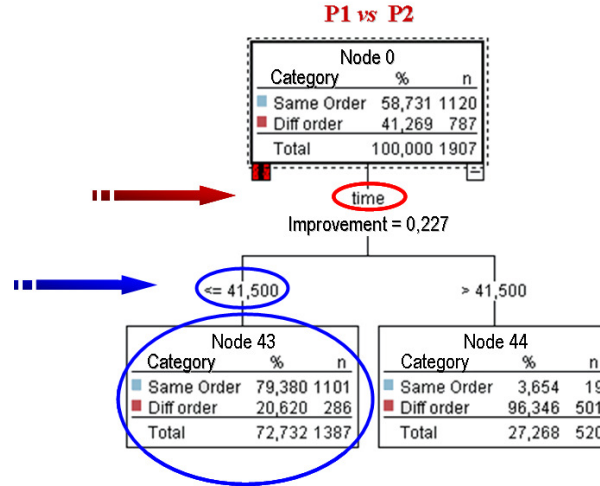 P1 vs P2
Node 0
Category % n
Same Order 58,731 1120
Diff order 41,269 787
Total 100,000 1907
time
Improvement = 0,227
<= 41,500
> 41,500
Node 43
Category % n
Same Order 79,380 1101
Diff order 20,620 286
Total 72,732 1387
Node 44
Category % n
Same Order 3,654 19
Diff order 96,346 501
Total 27,268 520